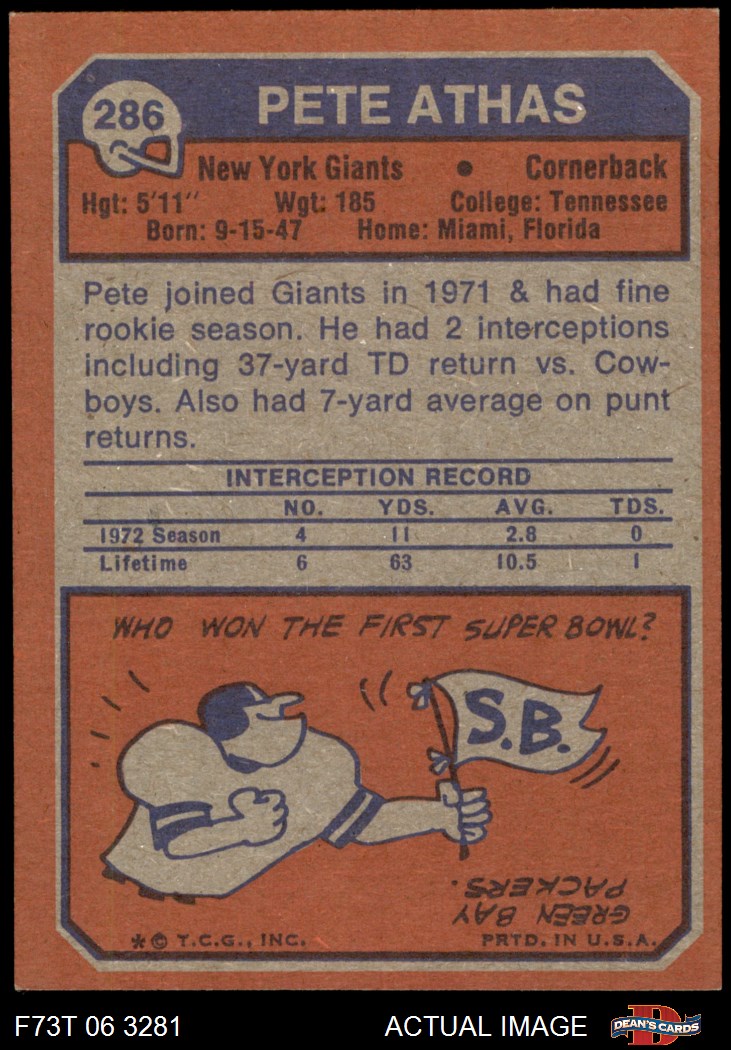 286
PETE ATHAS
New York Giants • Cornerback
Hgt: 5'11" Wgt: 185 College: Tennessee
Born: 9-15-47 Home: Miami, Florida
Pete joined Giants in 1971 & had fine
rookie season. He had 2 interceptions
including 37-yard TD return vs. Cow-
boys. Also had 7-yard average on punt
returns.
INTERCEPTION RECORD
NO. YDS. AVG. TDS.
1972 Season 4 11 2.8 0
Lifetime 6 63 10.5 1
WHO WON THE FIRST SUPER BOWL?
S.B.
GREEN BAY
PACKERS.
*© T.C.G., INC. PRTD. IN U.S.A.
F73T 06 3281 ACTUAL IMAGE D DEAN'S CARDS